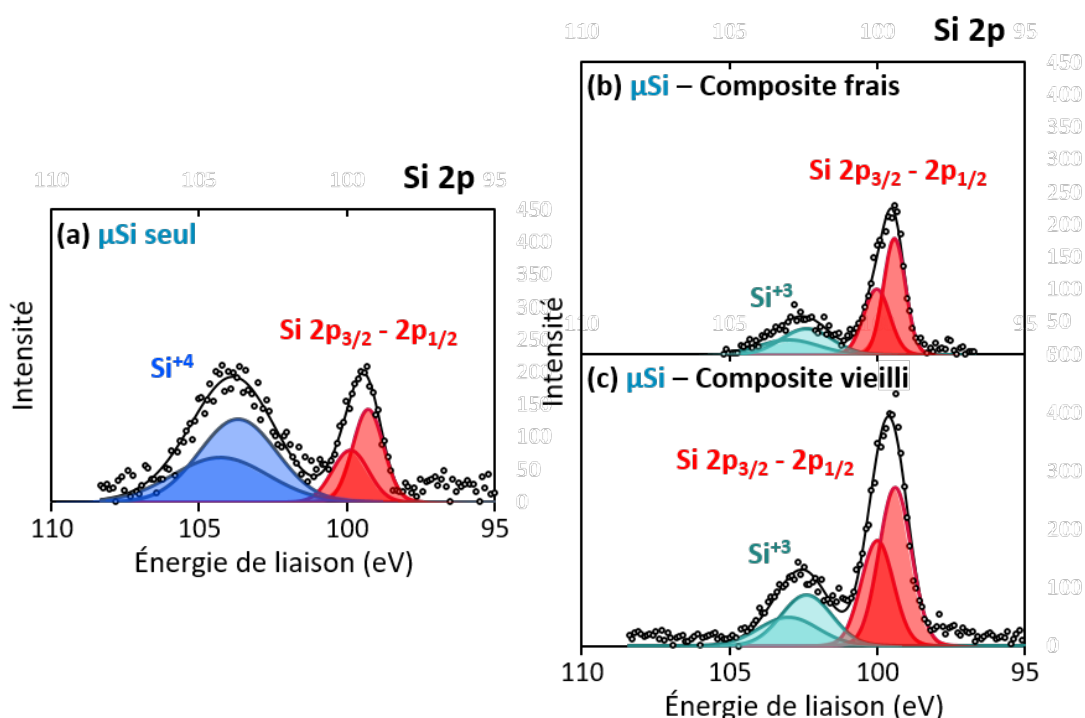 110 105 100 Si 2p 95
(a) µSi seul
450
400
350
300
250
200
150
100
50
0
Si⁺⁴
Si 2p3/2 - 2p1/2
Intensité
110 105 100 95
Énergie de liaison (eV)
110 105 100 Si 2p 95
(b) µSi – Composite frais
450
400
350
300
250
200
150
100
50
Si 2p3/2 - 2p1/2
Si⁺³
Intensité
110 105 100
(c) µSi – Composite vieilli
400
300
200
100
0
Si 2p3/2 - 2p1/2
Si⁺³
110 105 100 95
Énergie de liaison (eV)